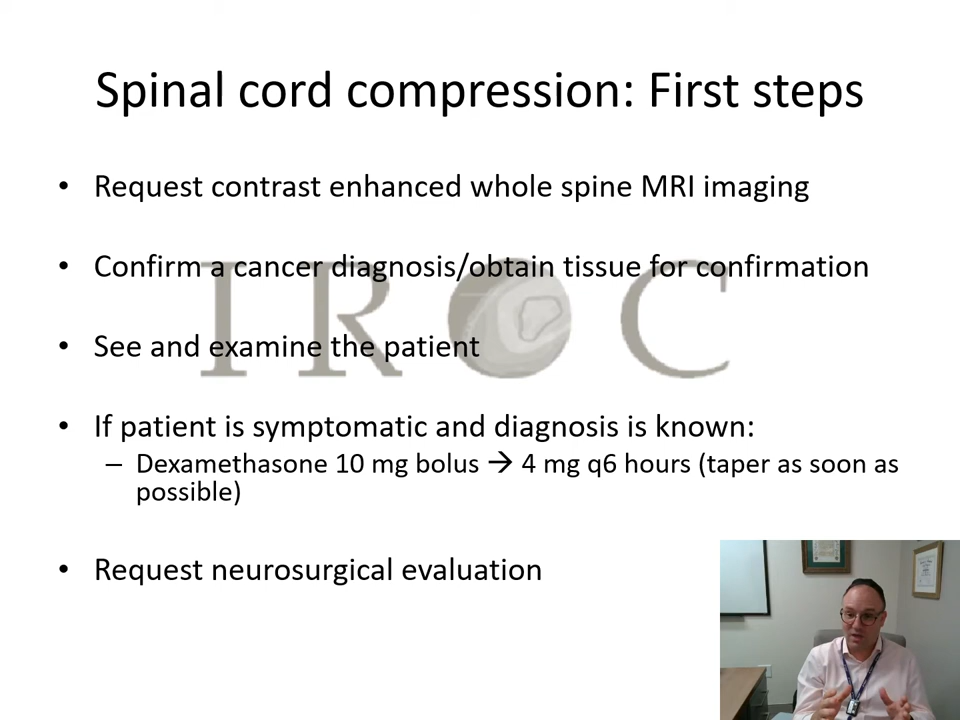 Spinal cord compression: First steps
• Request contrast enhanced whole spine MRI imaging
• Confirm a cancer diagnosis/obtain tissue for confirmation
• See and examine the patient
IR C
• If patient is symptomatic and diagnosis is known:
– Dexamethasone 10 mg bolus → 4 mg q6 hours (taper as soon as
possible)
• Request neurosurgical evaluation